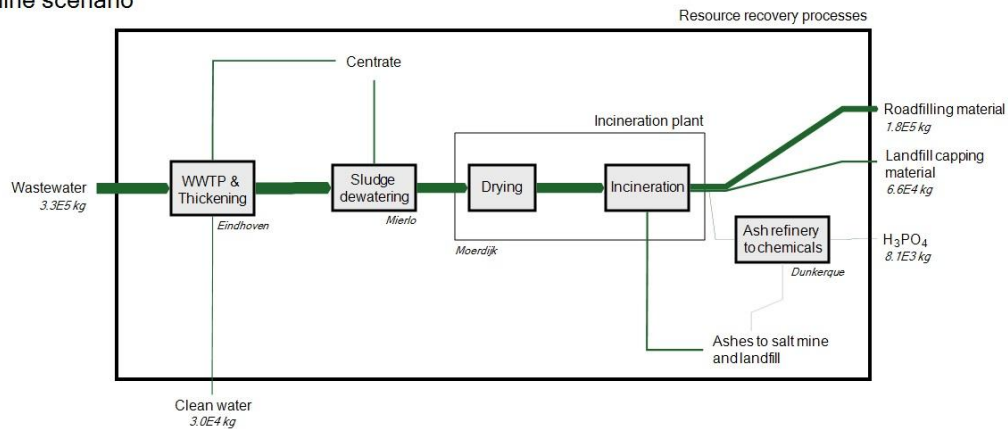 line scenario
Resource recovery processes
Centrate
Incineration plant
Roadfilling material
1.8E5 kg
Landfill capping
material
6.6E4 kg
Wastewater
3.3E5 kg
WWTP &
Thickening
Eindhoven
Sludge
dewatering
Mierlo
Drying
Incineration
Moerdijk
Ash refinery
to chemicals
Dunkerque
H₃PO₄
8.1E3 kg
Ashes to salt mine
and landfill
Clean water
3.0E4 kg